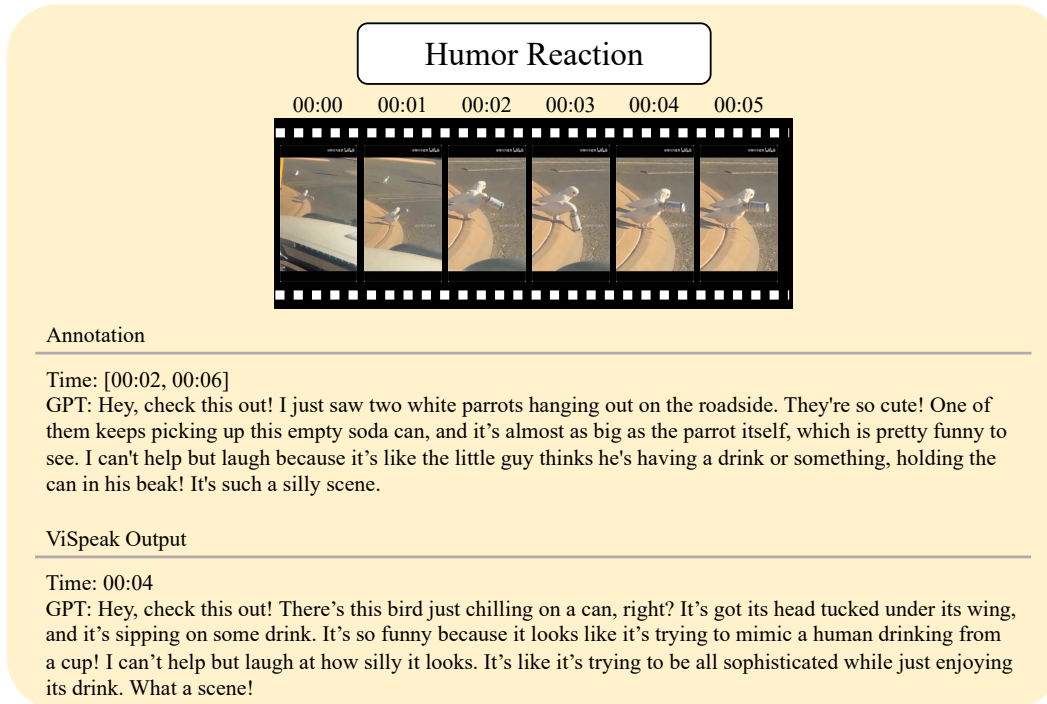 Humor Reaction
00:00 00:01 00:02 00:03 00:04 00:05
Annotation
Time: [00:02, 00:06]
GPT: Hey, check this out! I just saw two white parrots hanging out on the roadside. They're so cute! One of
them keeps picking up this empty soda can, and it’s almost as big as the parrot itself, which is pretty funny to
see. I can't help but laugh because it’s like the little guy thinks he's having a drink or something, holding the
can in his beak! It's such a silly scene.
ViSpeak Output
Time: 00:04
GPT: Hey, check this out! There’s this bird just chilling on a can, right? It’s got its head tucked under its wing,
and it’s sipping on some drink. It’s so funny because it looks like it’s trying to mimic a human drinking from
a cup! I can’t help but laugh at how silly it looks. It’s like it’s trying to be all sophisticated while just enjoying
its drink. What a scene!